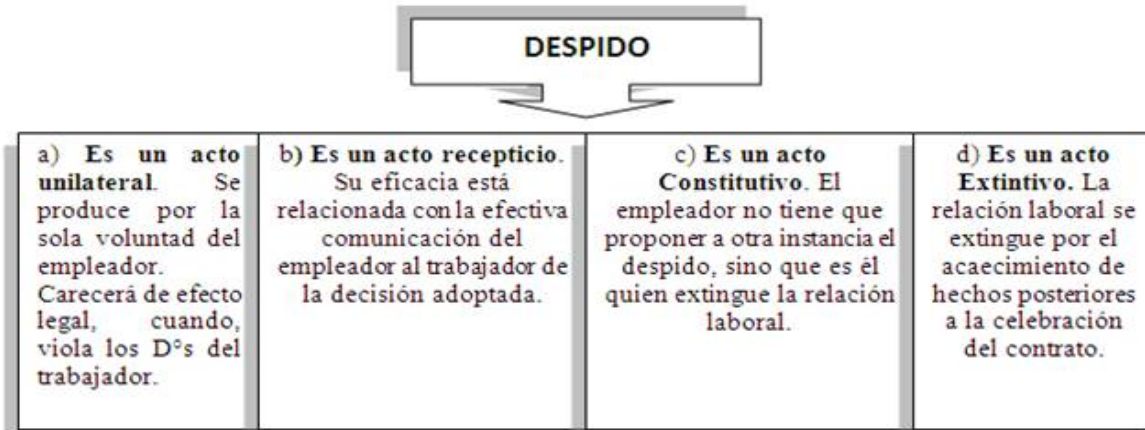 DESPIDO
a) Es un acto
unilateral. Se
produce por la
sola voluntad del
empleador.
Carecerá de efecto
legal, cuando,
viola los D°s del
trabajador.
b) Es un acto recepticio.
Su eficacia está
relacionada con la efectiva
comunicación del
empleador al trabajador de
la decisión adoptada.
c) Es un acto
Constitutivo. El
empleador no tiene que
proponer a otra instancia el
despido, sino que es él
quien extingue la relación
laboral.
d) Es un acto
Extintivo. La
relación laboral se
extingue por el
acaecimiento de
hechos posteriores
a la celebración
del contrato.